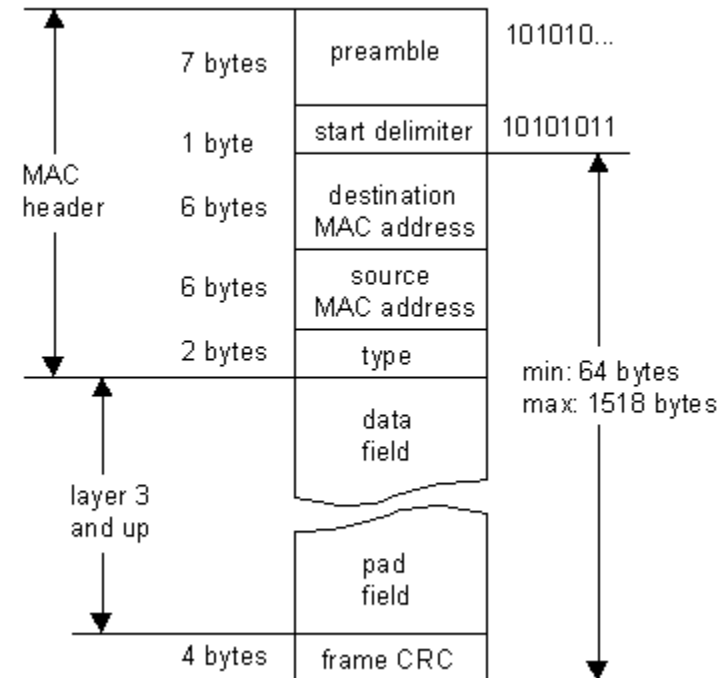 7 bytes
preamble
101010...
1 byte
start delimiter
10101011
MAC
header
6 bytes
destination
MAC address
6 bytes
source
MAC address
2 bytes
type
min: 64 bytes
max: 1518 bytes
data
field
layer 3
and up
pad
field
4 bytes
frame CRC